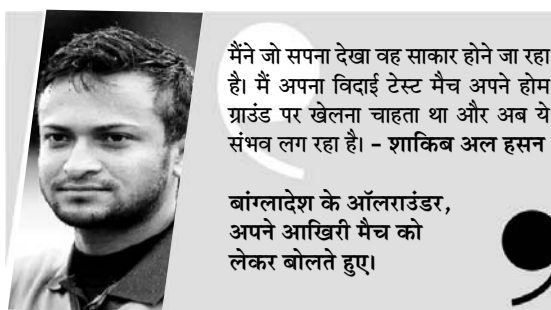 मैंने जो सपना देखा वह साकार होने जा रहा
है। मैं अपना विदाई टेस्ट मैच अपने होम
ग्राउंड पर खेलना चाहता था और अब ये
संभव लग रहा है। – शाकिब अल हसन
बांग्लादेश के ऑलराउंडर,
अपने आखिरी मैच को
लेकर बोलते हुए।